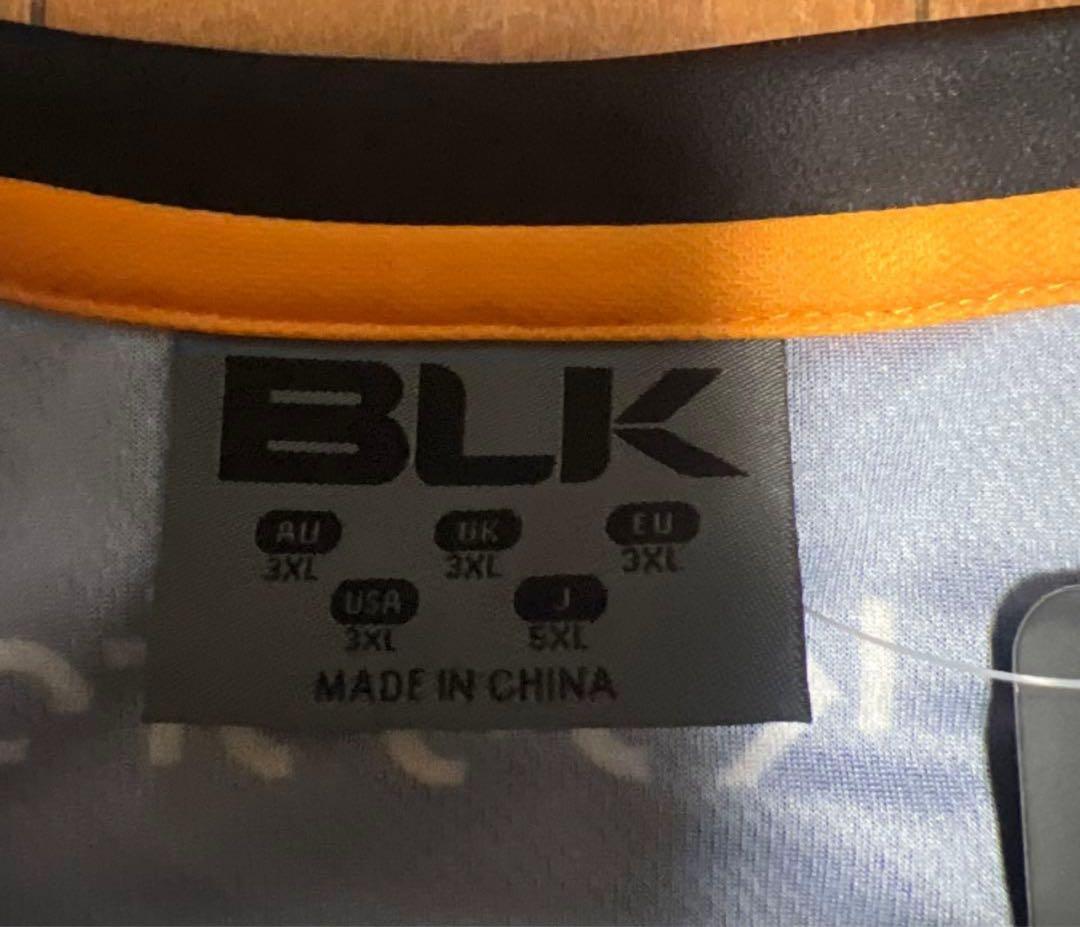 BLK
AU UK EU
3XL 3XL 3XL
USA J
3XL 5XL
MADE IN CHINA